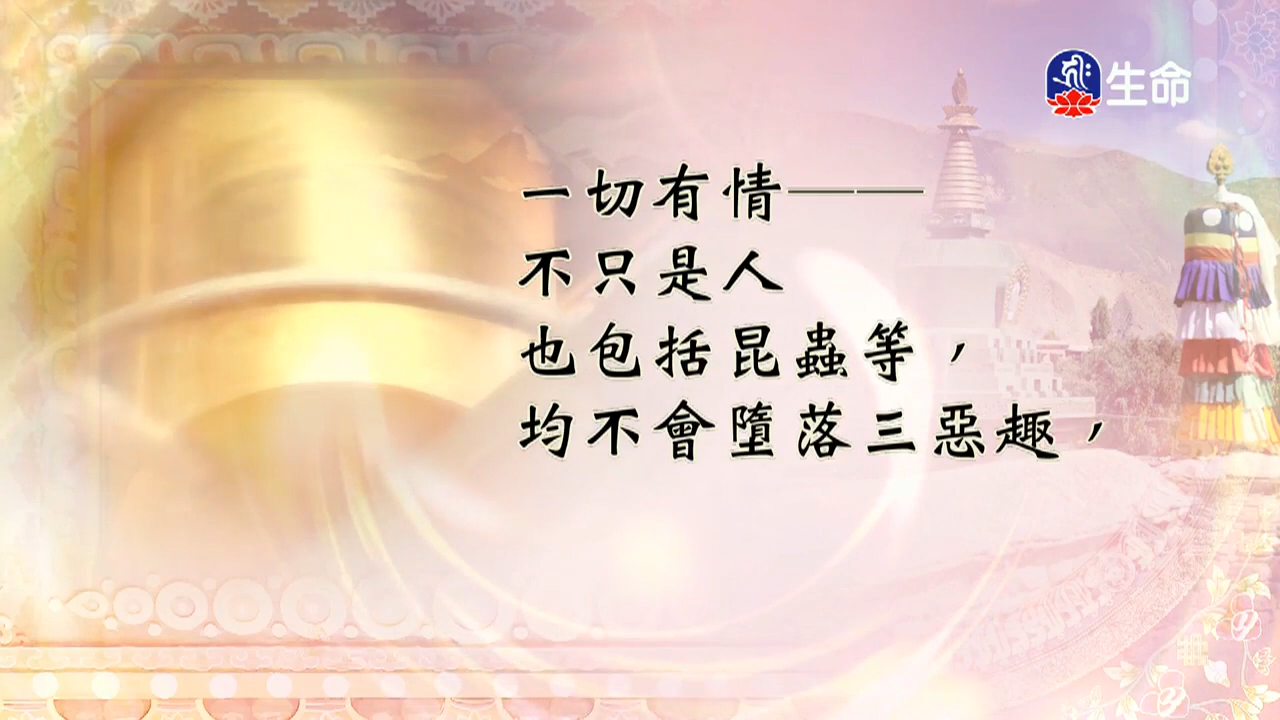 生命
一切有情——
不只是人
也包括昆蟲等，
均不會墮落三惡趣，